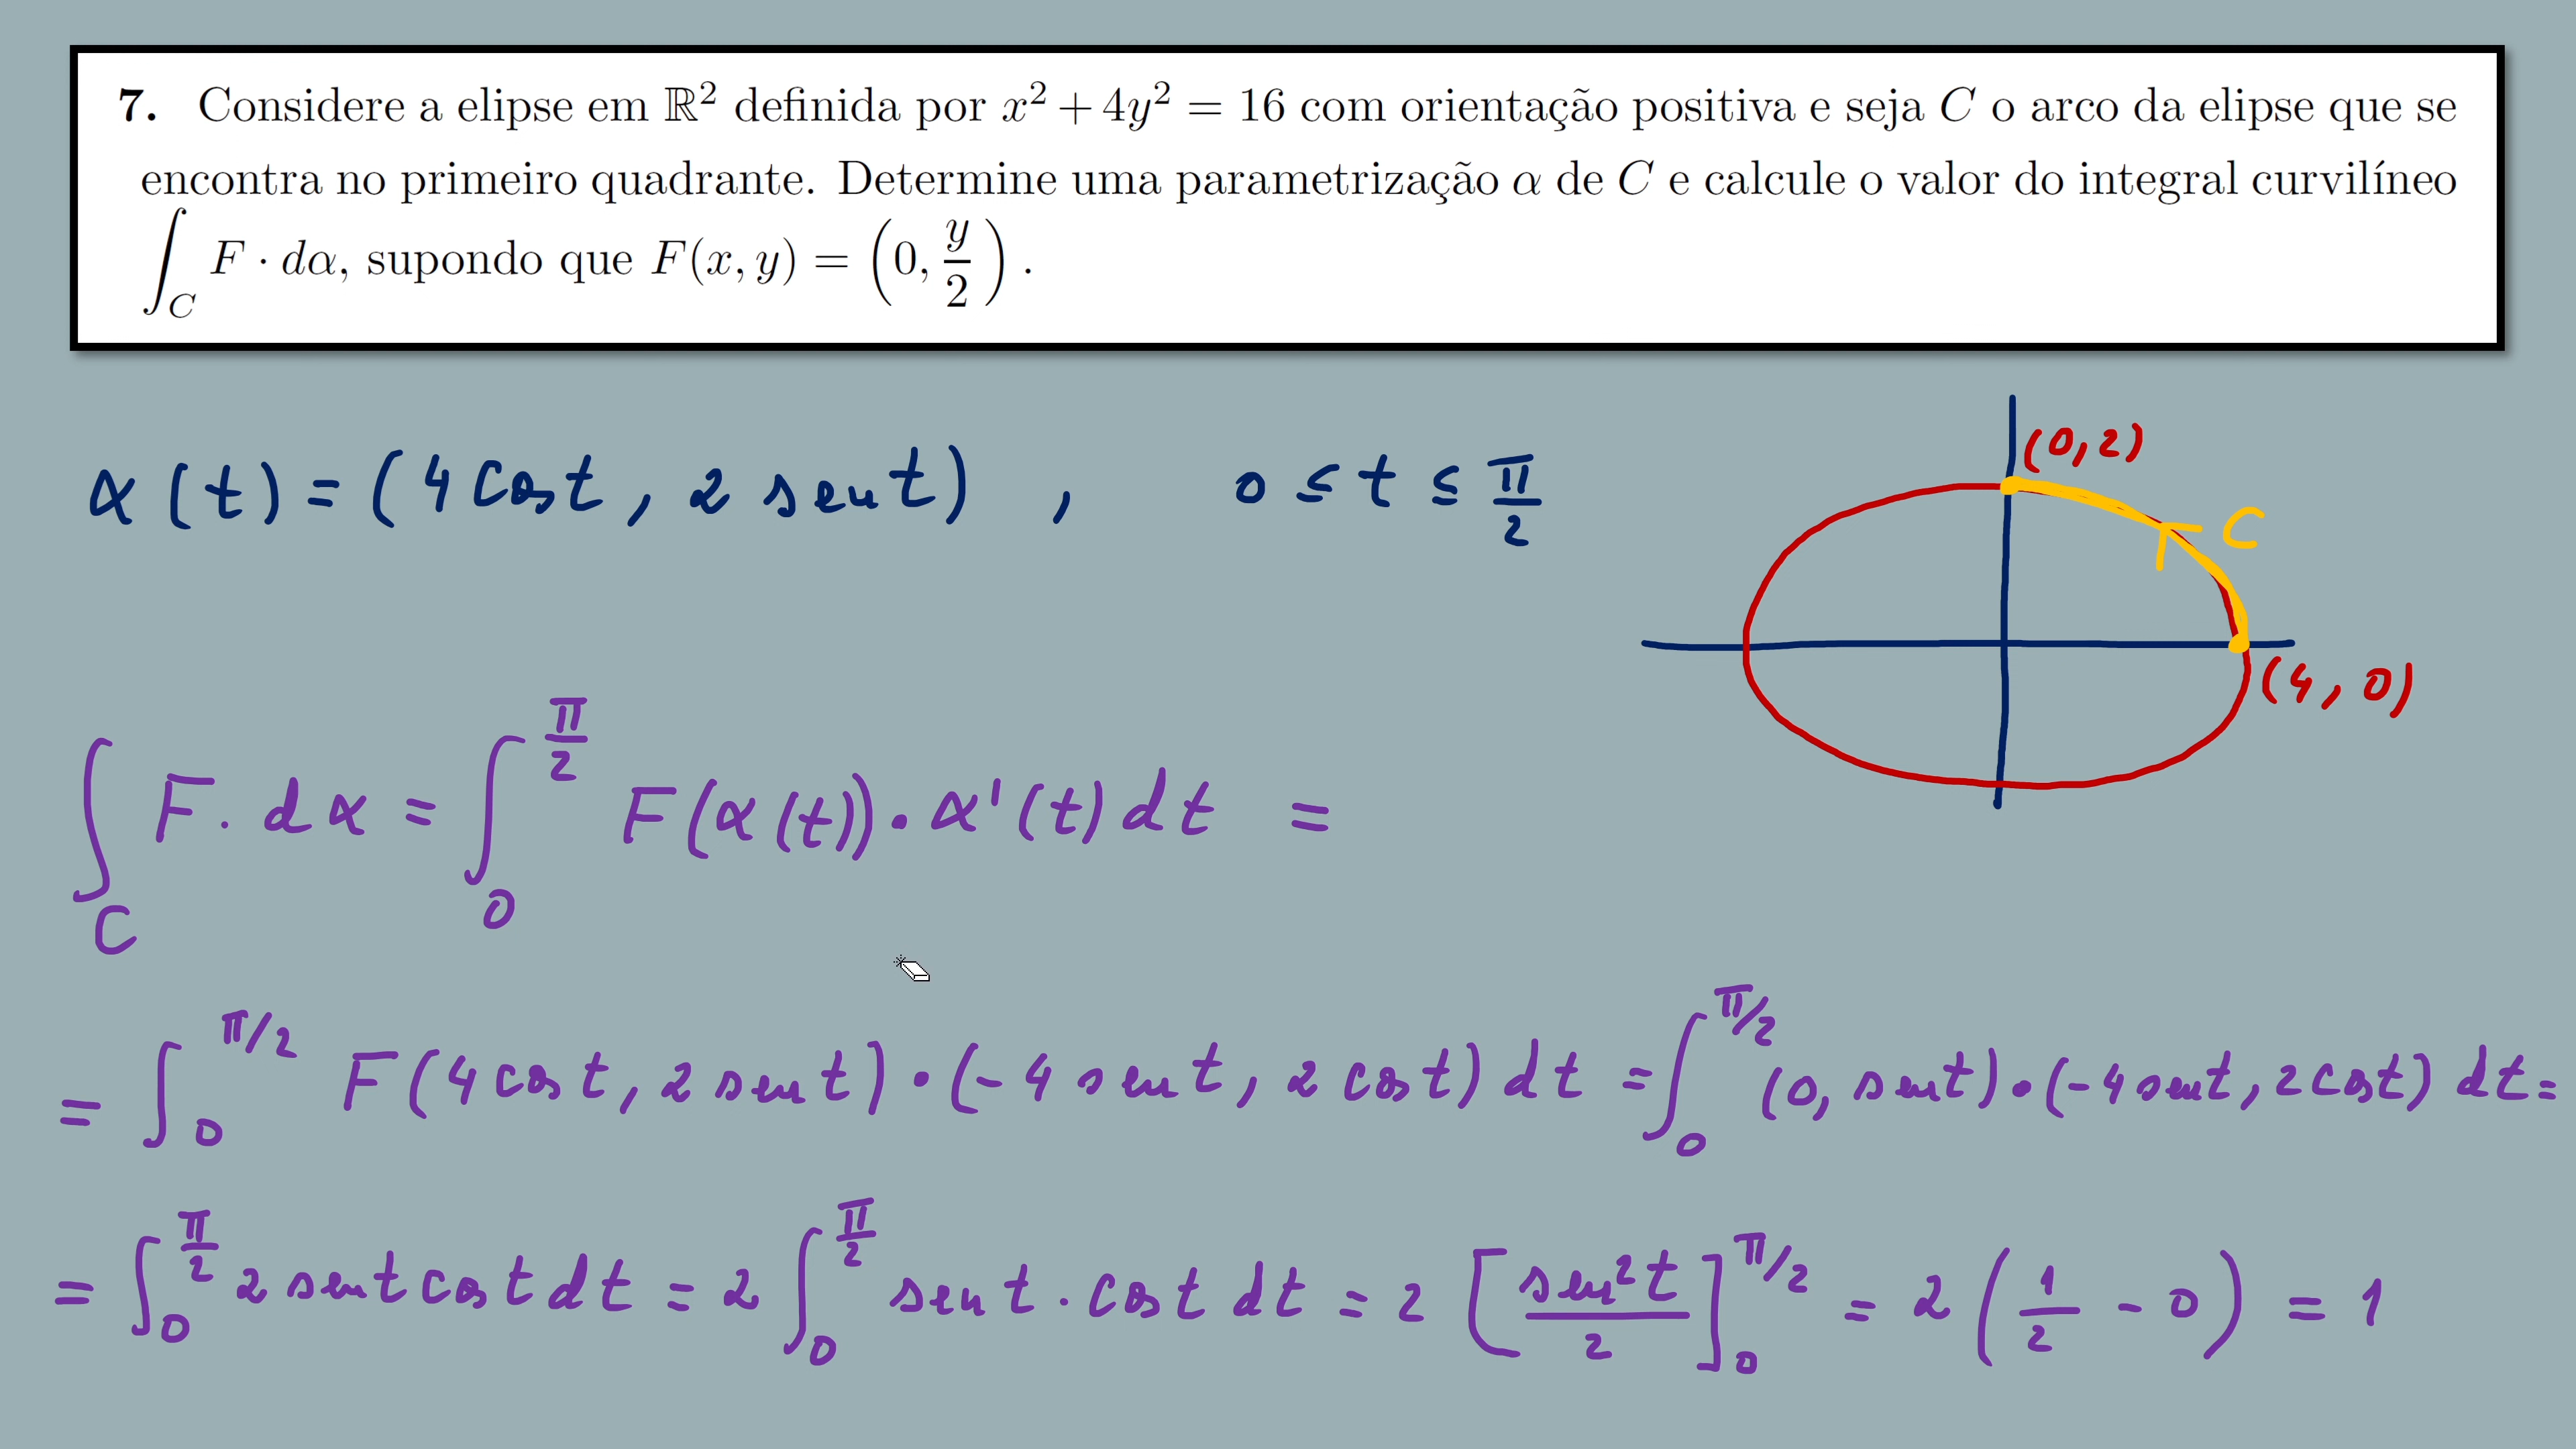 7. Considere a elipse em ℝ² definida por x² + 4y² = 16 com orientação positiva e seja C o arco da elipse que se
encontra no primeiro quadrante. Determine uma parametrização α de C e calcule o valor do integral curvilíneo
∫_C F · dα, supondo que F(x, y) = (0, y/2).
(0,2)
α(t) = (4 cos t, 2 sen t) , 0 ≤ t ≤ π/2
C
(4, 0)
∫_C F · dα = ∫_0^{π/2} F(α(t)) · α'(t) dt =
= ∫_0^{π/2} F(4 cos t, 2 sen t) · (-4 sen t, 2 cos t) dt = ∫_0^{π/2} (0, sen t) · (-4 sen t, 2 cos t) dt =
= ∫_0^{π/2} 2 sen t cos t dt = 2 ∫_0^{π/2} sen t · cos t dt = 2 [sen² t / 2]_0^{π/2} = 2 (1/2 - 0) = 1